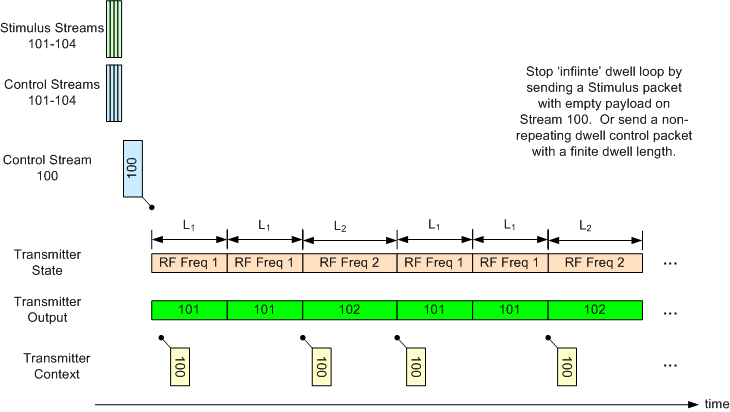 Stimulus Streams
101-104
Control Streams
101-104
Stop ‘infiinte’ dwell loop by
sending a Stimulus packet
with empty payload on
Stream 100. Or send a non-
repeating dwell control packet
with a finite dwell length.
Control Stream
100
100
L1 L1 L2 L1 L1 L2
Transmitter
State
RF Freq 1 RF Freq 1 RF Freq 2 RF Freq 1 RF Freq 1 RF Freq 2 ...
Transmitter
Output
101 101 102 101 101 102 ...
Transmitter
Context
100 100 100 100 ...
time